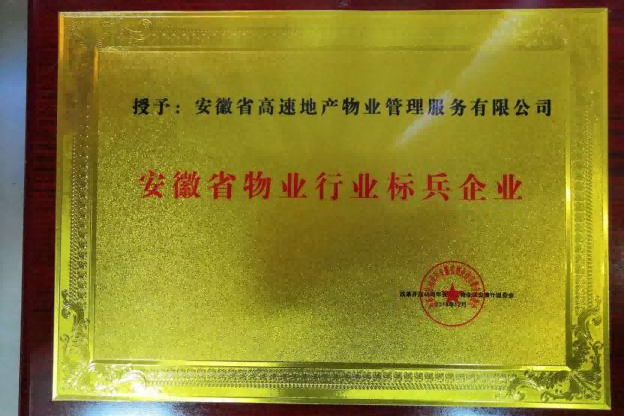 授予：安徽省高速地产物业管理服务有限公司
安徽省物业行业标兵企业